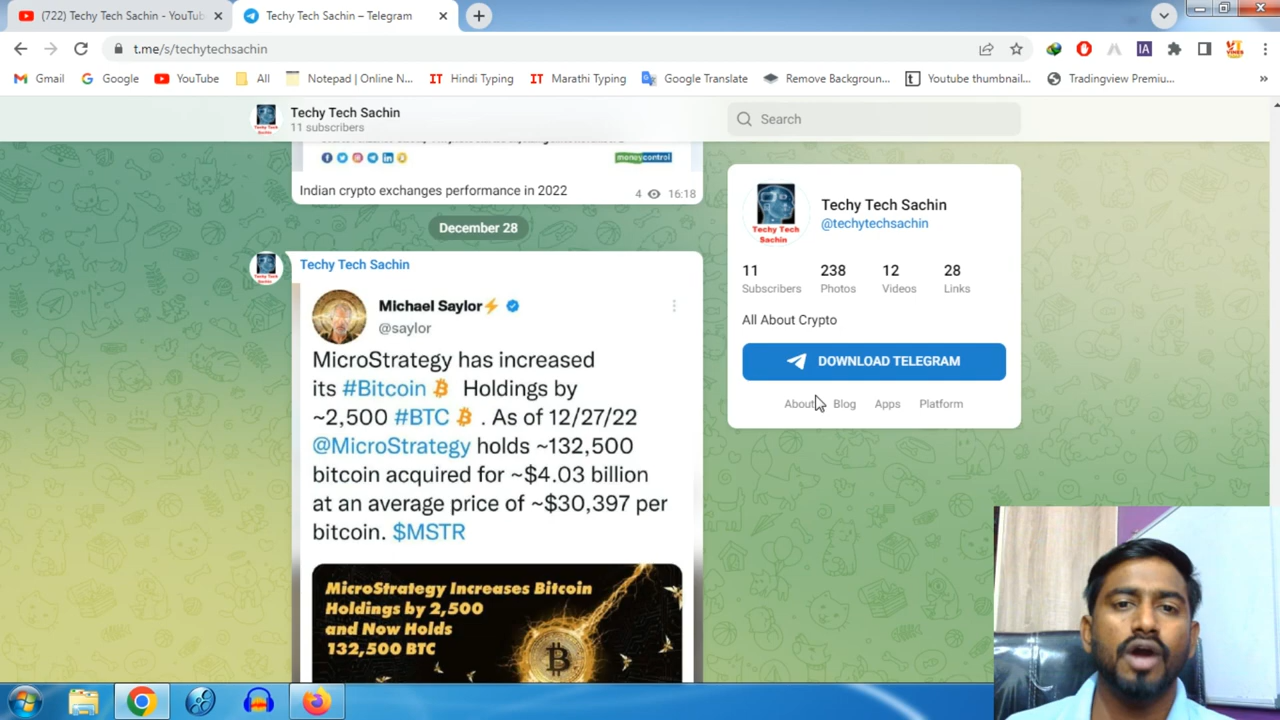 (722) Techy Tech Sachin - YouTub
Techy Tech Sachin – Telegram
t.me/s/techytechsachin
Gmail
Google
YouTube
All
Notepad | Online N...
IT Hindi Typing
IT Marathi Typing
Google Translate
Remove Backgroun...
Youtube thumbnail...
Tradingview Premiu...
»
Techy Tech Sachin
11 subscribers
Search
moneycontrol
Indian crypto exchanges performance in 2022
4 16:18
December 28
Techy Tech Sachin
Michael Saylor⚡
@saylor
MicroStrategy has increased
its #Bitcoin Holdings by
~2,500 #BTC . As of 12/27/22
@MicroStrategy holds ~132,500
bitcoin acquired for ~$4.03 billion
at an average price of ~$30,397 per
bitcoin. $MSTR
MicroStrategy Increases Bitcoin
Holdings by 2,500
and Now Holds
132,500 BTC
Techy Tech
Sachin
Techy Tech Sachin
@techytechsachin
11 238 12 28
Subscribers Photos Videos Links
All About Crypto
DOWNLOAD TELEGRAM
About Blog Apps Platform